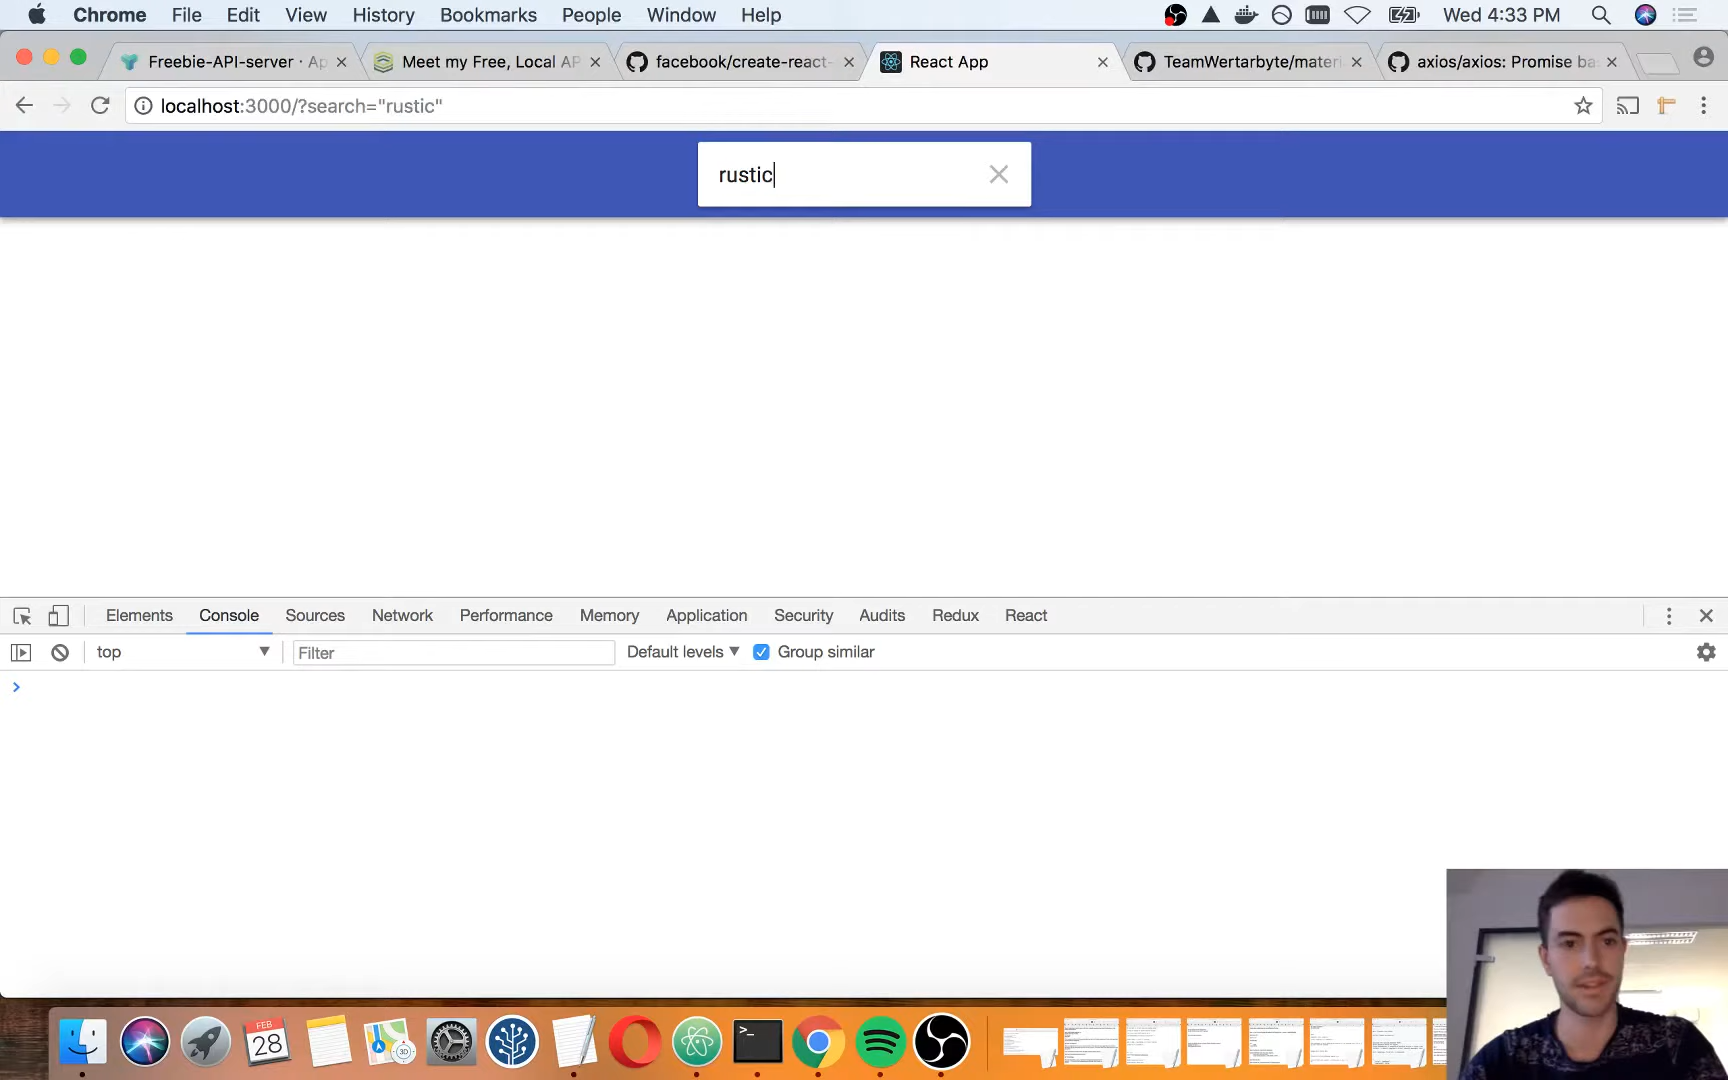 Chrome File Edit View History Bookmarks People Window Help Wed 4:33 PM
Freebie-API-server · Ap
Meet my Free, Local AP
facebook/create-react-
React App
TeamWertarbyte/materi
axios/axios: Promise ba
localhost:3000/?search="rustic"
rustic
Elements Console Sources Network Performance Memory Application Security Audits Redux React
top Filter Default levels Group similar
FEB
28
3D